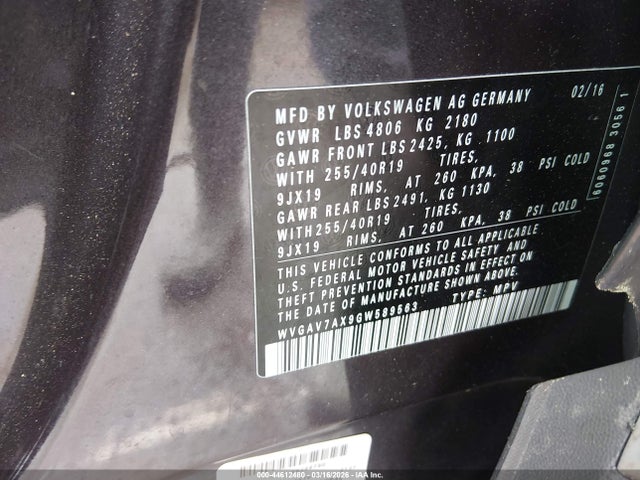 MFD BY VOLKSWAGEN AG GERMANY 02/16
GVWR LBS 4806 KG 2180
GAWR FRONT LBS 2425, KG 1100
WITH 255/40R19 TIRES,
9JX19 RIMS, AT 260 KPA, 38 PSI COLD
GAWR REAR LBS 2491, KG 1130
WITH 255/40R19 TIRES,
9JX19 RIMS, AT 260 KPA, 38 PSI COLD
THIS VEHICLE CONFORMS TO ALL APPLICABLE
U.S. FEDERAL MOTOR VEHICLE SAFETY AND
THEFT PREVENTION STANDARDS IN EFFECT ON
THE DATE OF MANUFACTURE SHOWN ABOVE.
WVGAV7AX9GW589563 TYPE: MPV
6060968 3056 1
000-44612460 - 03/16/2026 - IAA Inc.